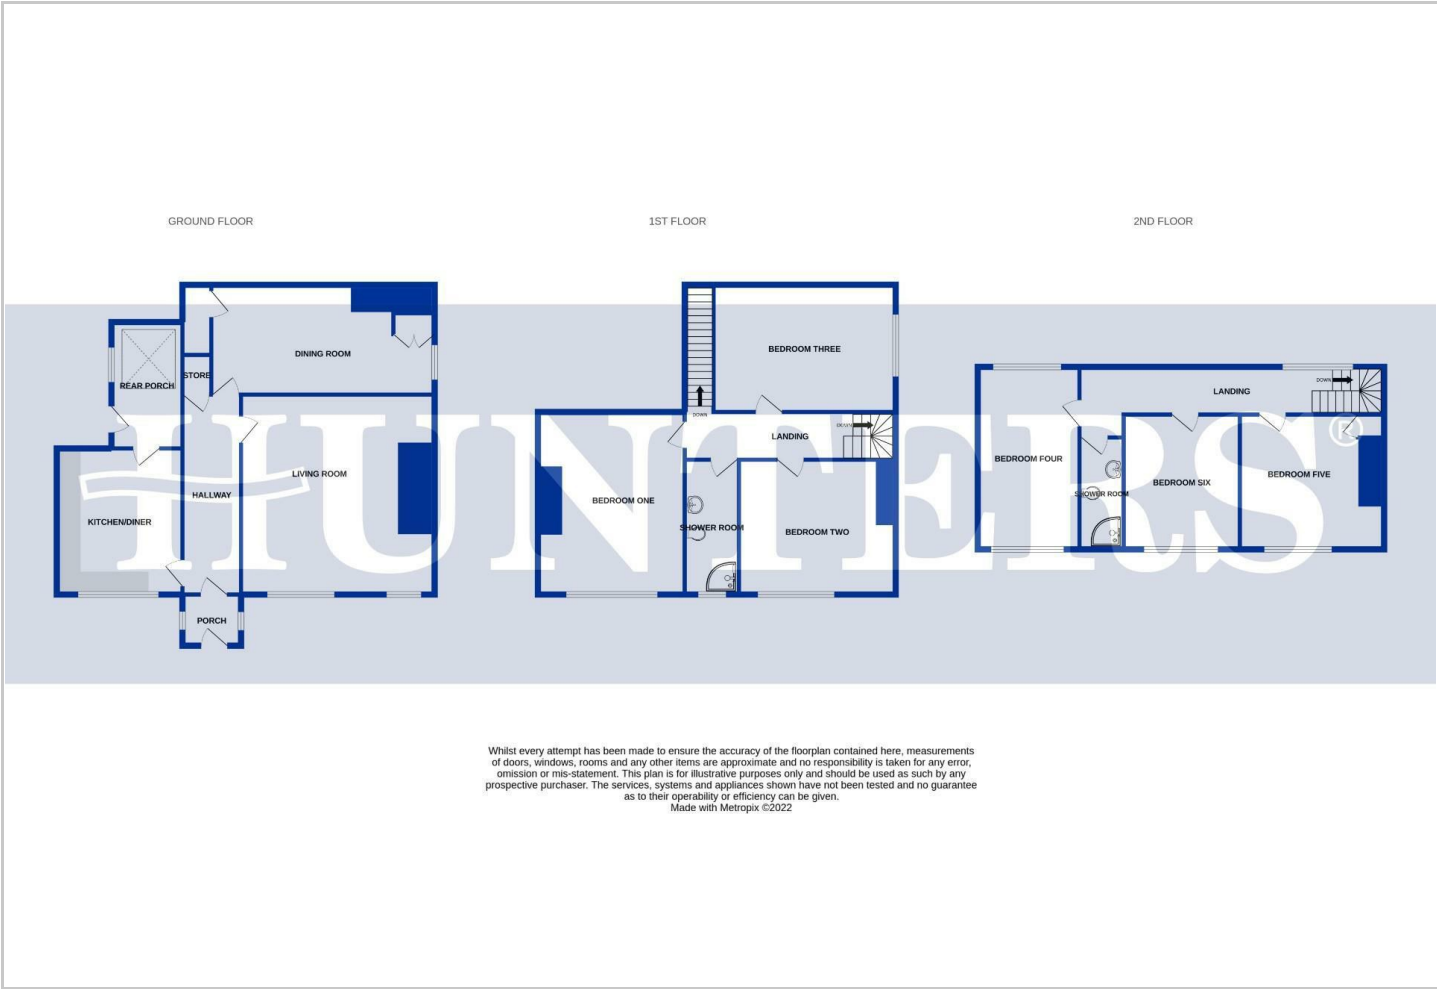 GROUND FLOOR
1ST FLOOR
2ND FLOOR
DINING ROOM
STORE
REAR PORCH
LIVING ROOM
HALLWAY
KITCHEN/DINER
PORCH
BEDROOM THREE
DOWN
LANDING
DOWN
BEDROOM ONE
SHOWER ROOM
BEDROOM TWO
DOWN
LANDING
BEDROOM FOUR
SHOWER ROOM
BEDROOM SIX
BEDROOM FIVE
HUNTERS®
Whilst every attempt has been made to ensure the accuracy of the floorplan contained here, measurements
of doors, windows, rooms and any other items are approximate and no responsibility is taken for any error,
omission or mis-statement. This plan is for illustrative purposes only and should be used as such by any
prospective purchaser. The services, systems and appliances shown have not been tested and no guarantee
as to their operability or efficiency can be given.
Made with Metropix ©2022